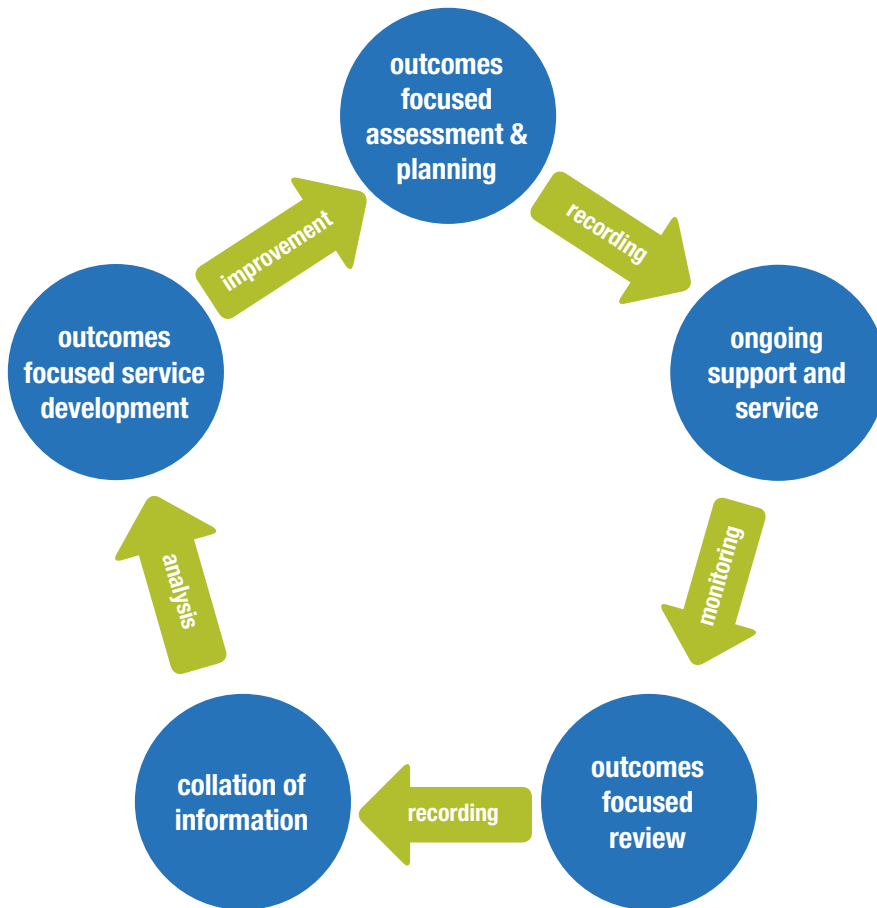 outcomes
focused
assessment &
planning
recording
ongoing
support and
service
monitoring
outcomes
focused
review
recording
collation of
information
analysis
outcomes
focused service
development
improvement